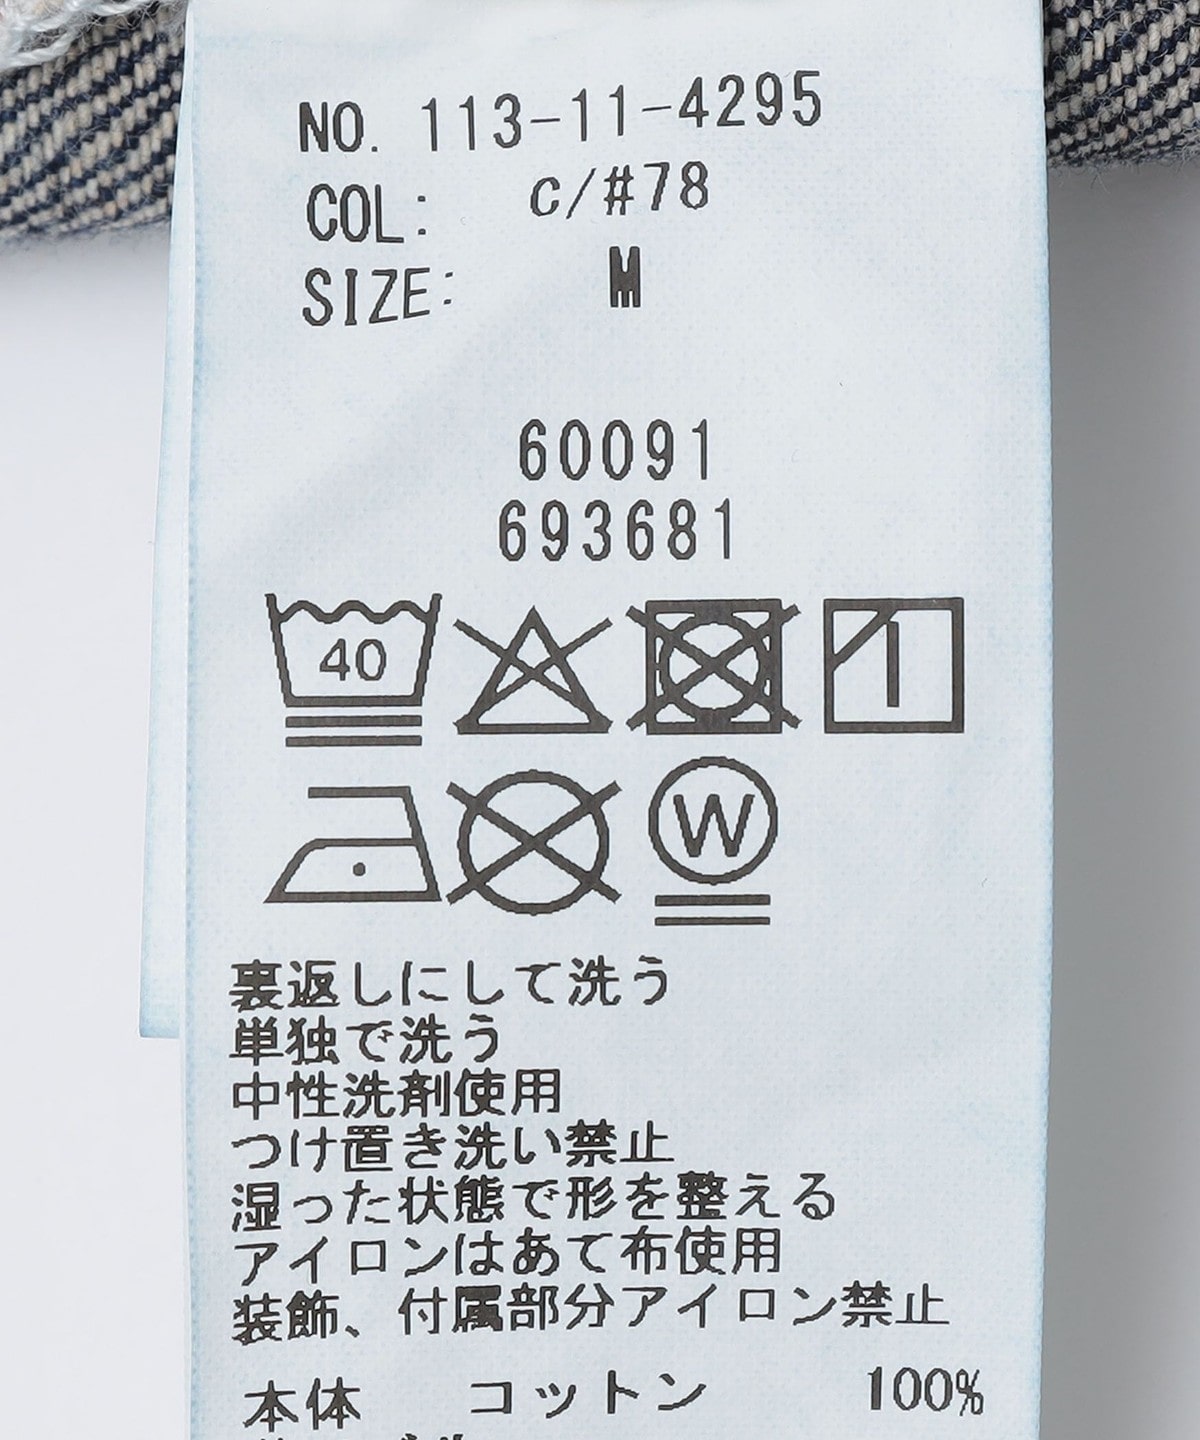 NO. 113-11-4295
COL: c/#78
SIZE: M
60091
693681
40
W
裏返しにして洗う
単独で洗う
中性洗剤使用
つけ置き洗い禁止
湿った状態で形を整える
アイロンはあて布使用
装飾、付属部分アイロン禁止
本体 コットン 100%